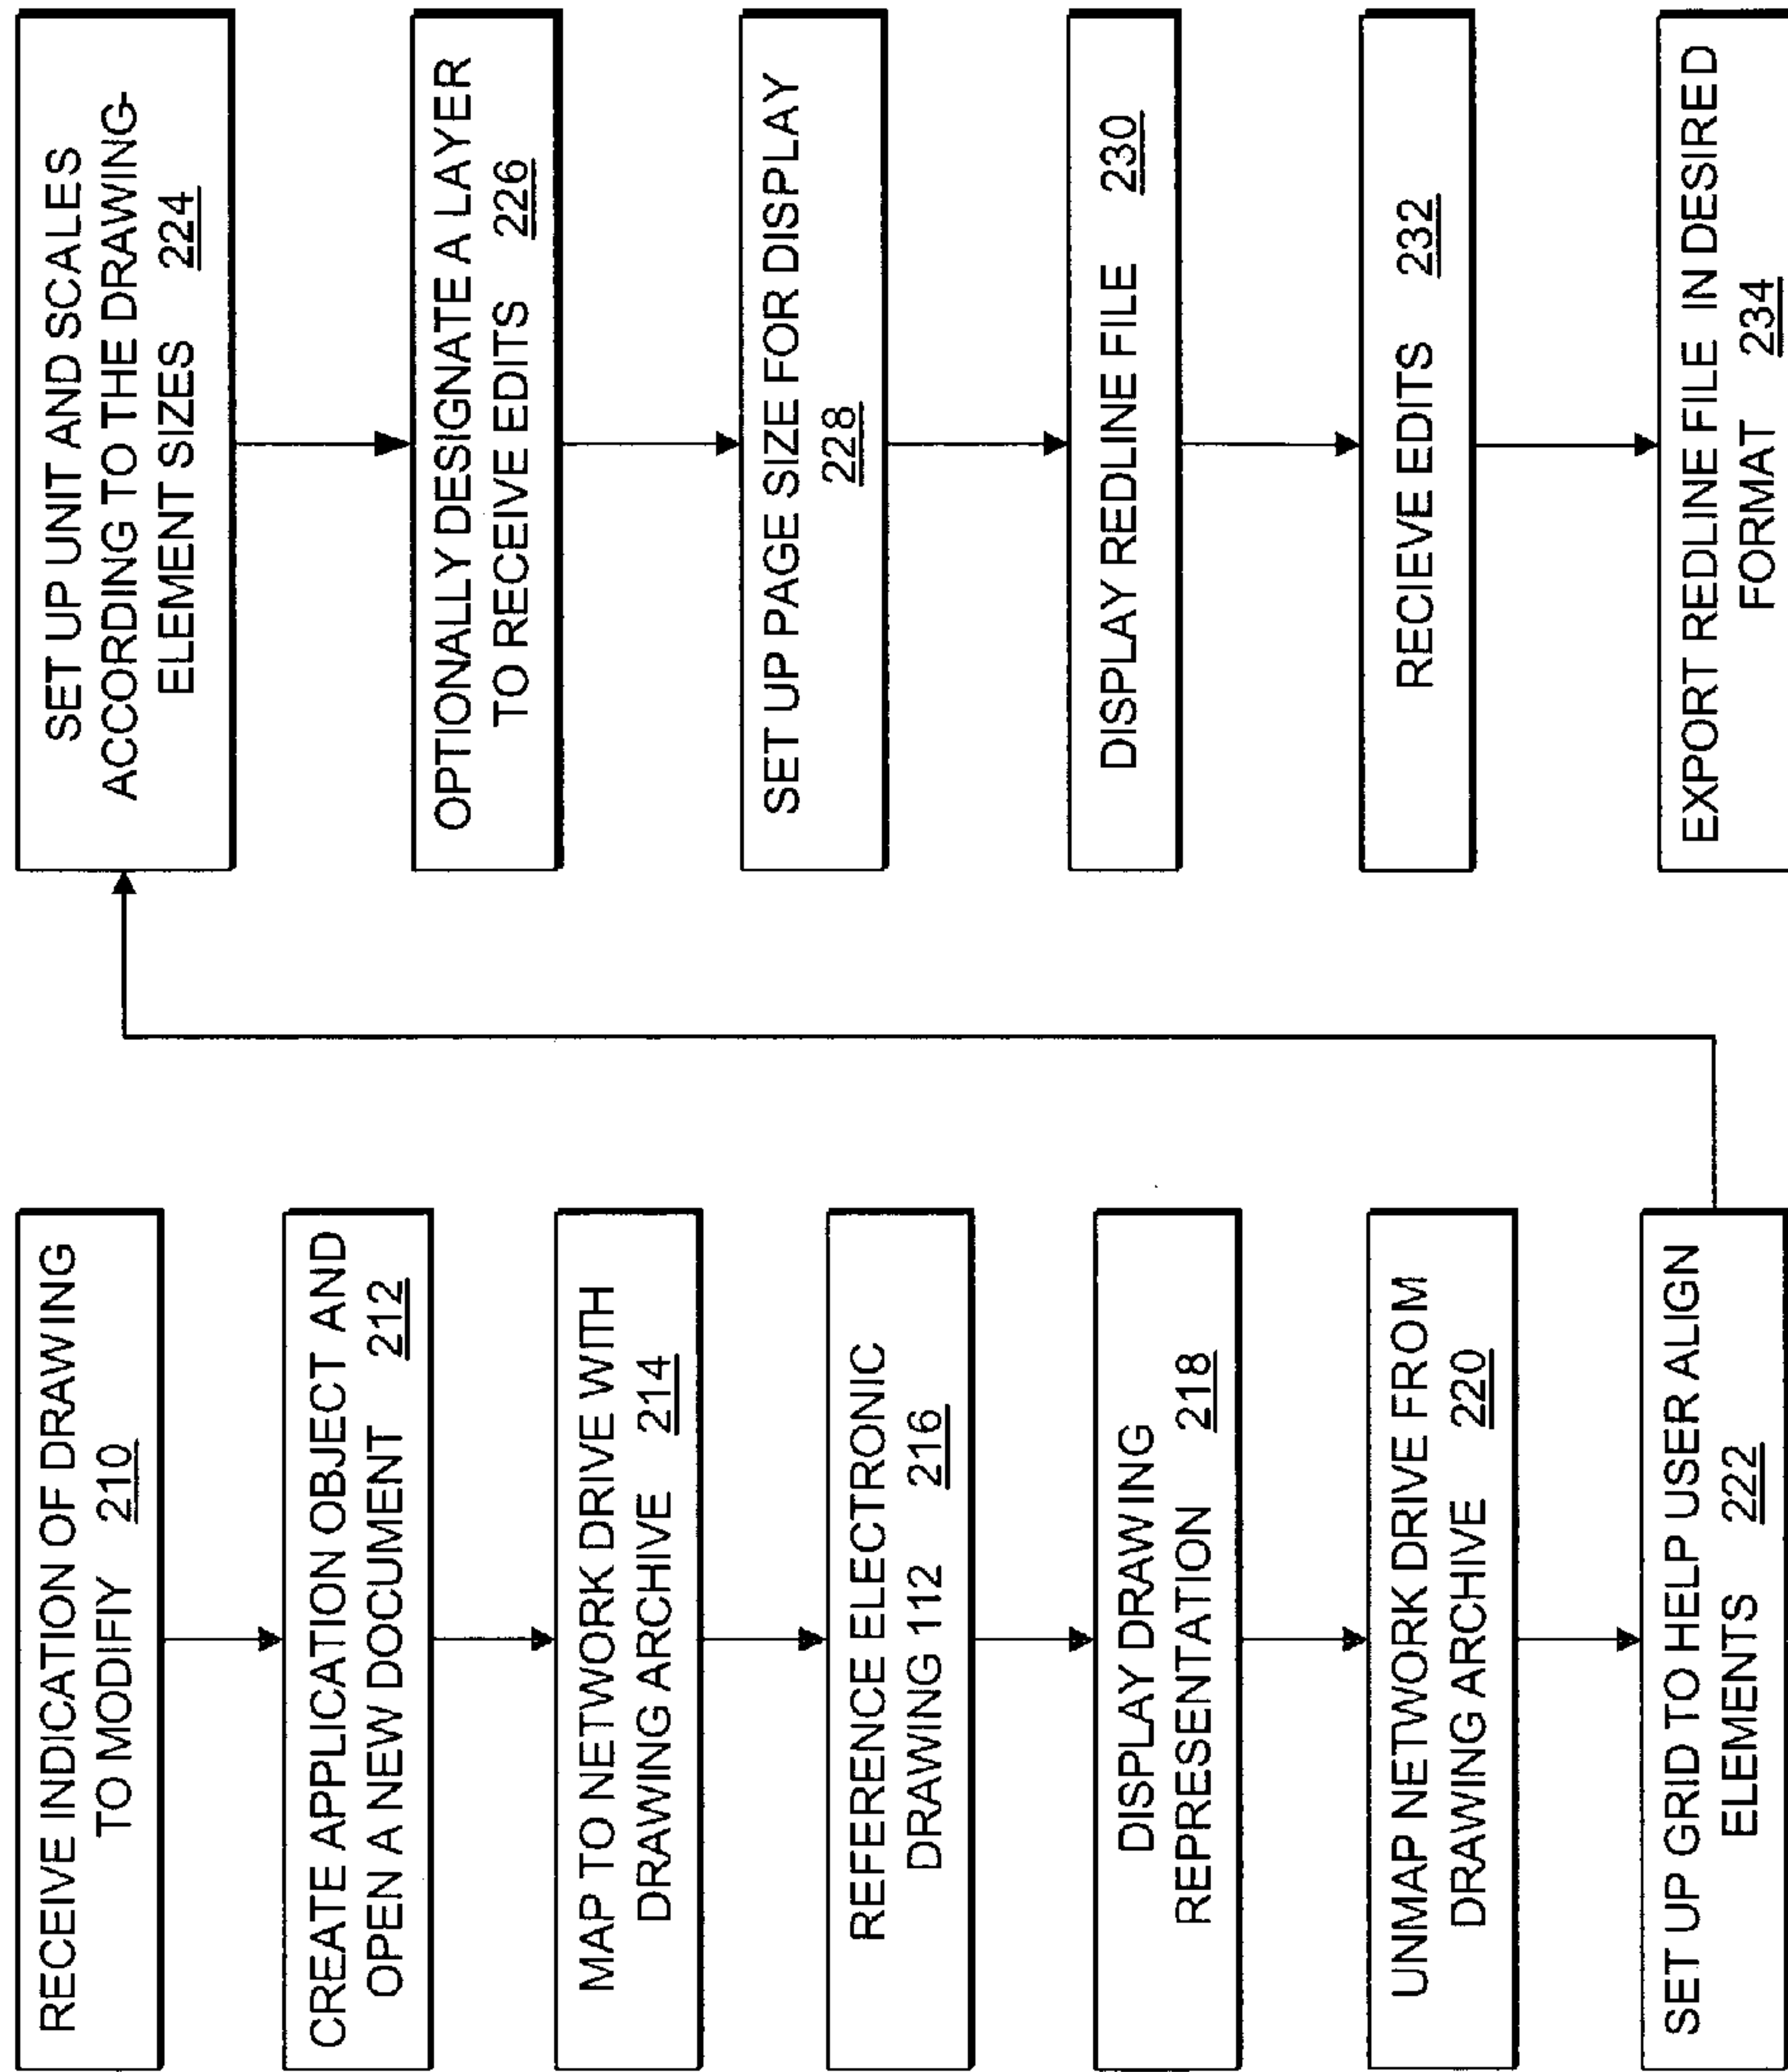 RECEIVE INDICATION OF DRAWING
TO MODIFIY 210
CREATE APPLICATION OBJECT AND
OPEN A NEW DOCUMENT 212
MAP TO NETWORK DRIVE WITH
DRAWING ARCHIVE 214
REFERENCE ELECTRONIC
DRAWING 112 216
DISPLAY DRAWING
REPRESENTATION 218
UNMAP NETWORK DRIVE FROM
DRAWING ARCHIVE 220
SET UP GRID TO HELP USER ALIGN
ELEMENTS 222
SET UP UNIT AND SCALES
ACCORDING TO THE DRAWING-
ELEMENT SIZES 224
OPTIONALLY DESIGNATE A LAYER
TO RECEIVE EDITS 226
SET UP PAGE SIZE FOR DISPLAY
228
DISPLAY REDLINE FILE 230
RECIEVE EDITS 232
EXPORT REDLINE FILE IN DESIRED
FORMAT 234